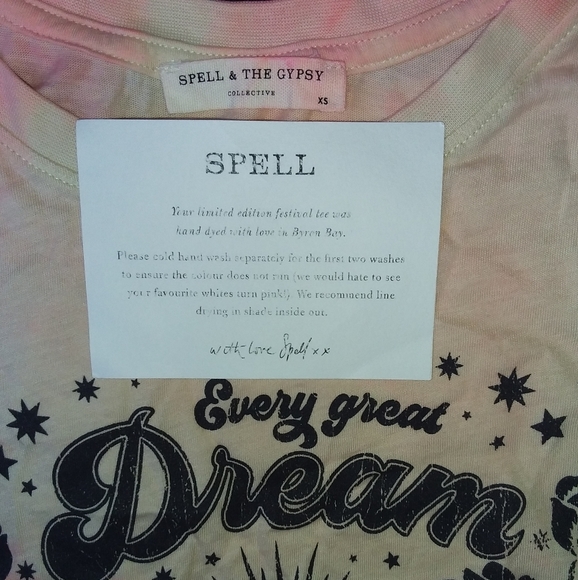 SPELL & THE GYPSY
COLLECTIVE
XS
SPELL
Your limited edition festival tee was
hand dyed with love in Byron Bay.
Please cold hand wash separately for the first two washes
to ensure the colour does not run (we would hate to see
your favourite whites turn pink!) We recommend line
drying in shade inside out.
with love Spell xx
Every great
Dream